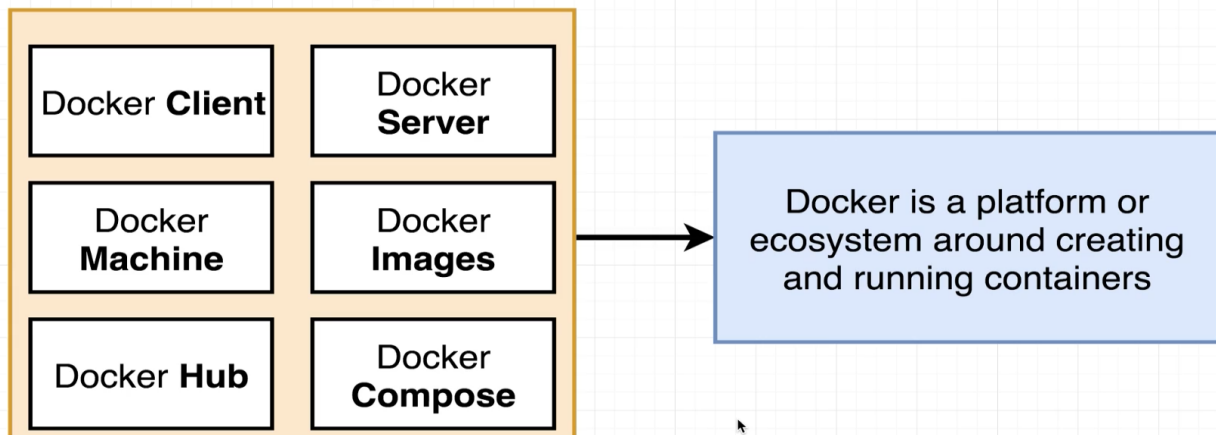 Docker Client
Docker
Server
Docker
Machine
Docker
Images
Docker Hub
Docker
Compose
Docker is a platform or
ecosystem around creating
and running containers